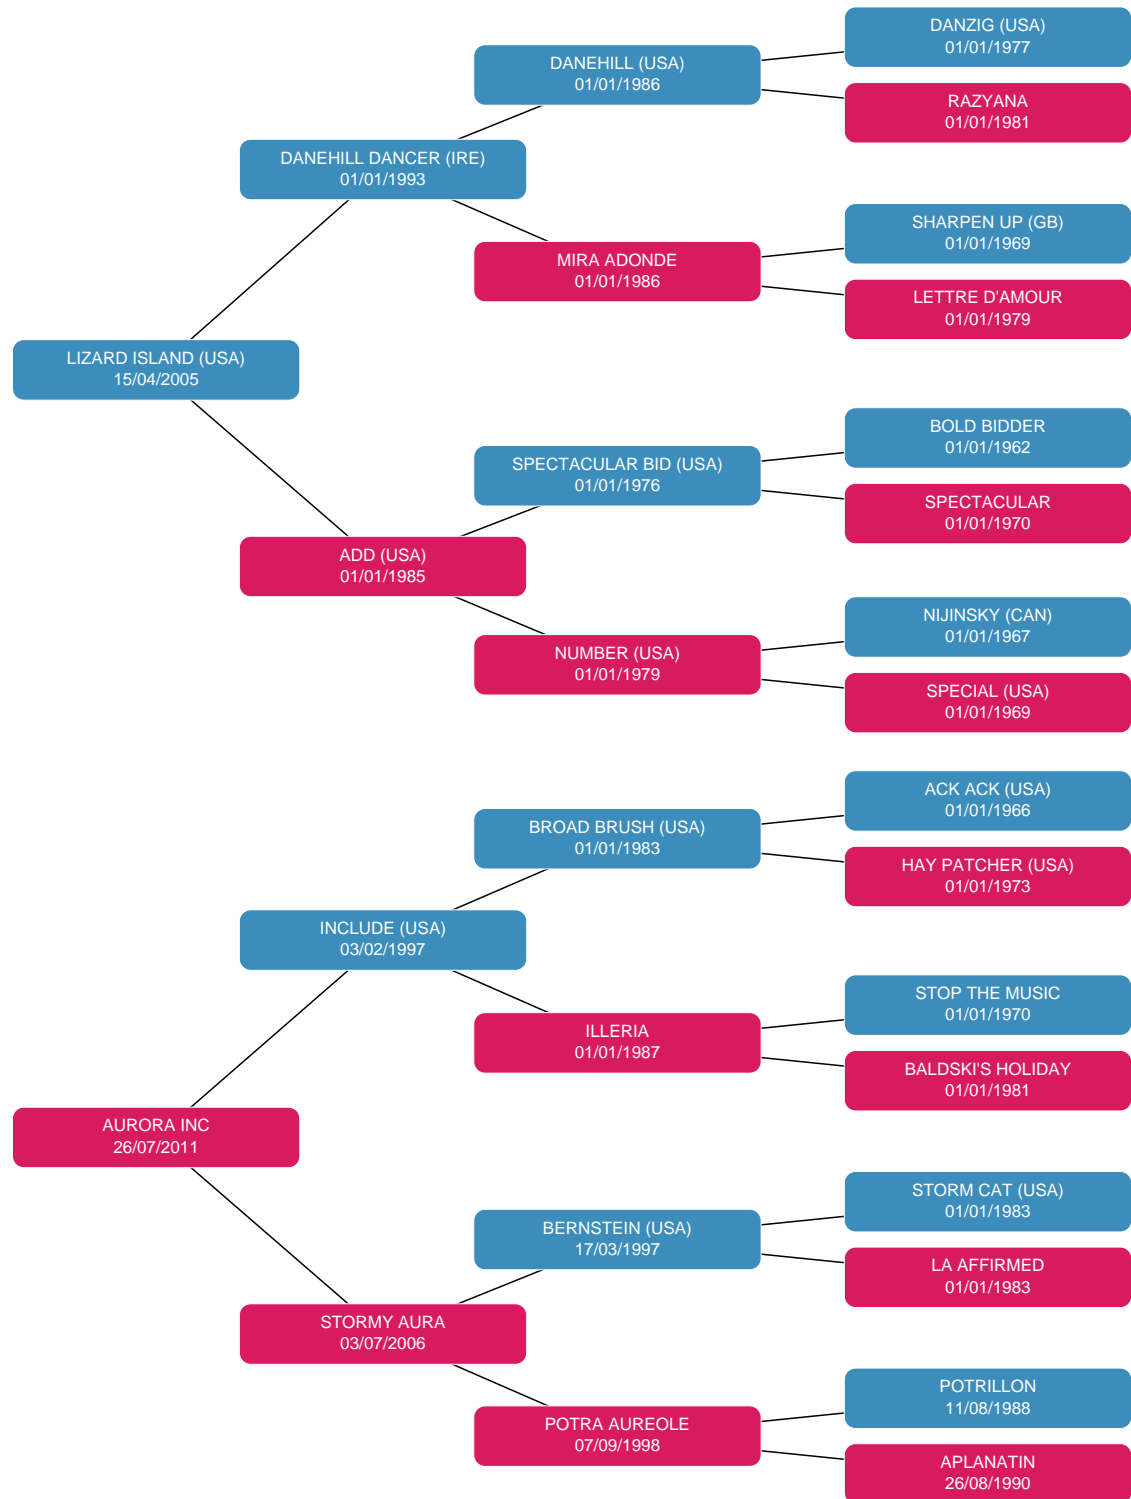 DANZIG (USA)
01/01/1977
DANEHILL (USA)
01/01/1986
RAZYANA
01/01/1981
DANEHILL DANCER (IRE)
01/01/1993
SHARPEN UP (GB)
01/01/1969
MIRA ADONDE
01/01/1986
LETTRE D'AMOUR
01/01/1979
LIZARD ISLAND (USA)
15/04/2005
BOLD BIDDER
01/01/1962
SPECTACULAR BID (USA)
01/01/1976
SPECTACULAR
01/01/1970
ADD (USA)
01/01/1985
NIJINSKY (CAN)
01/01/1967
NUMBER (USA)
01/01/1979
SPECIAL (USA)
01/01/1969
ACK ACK (USA)
01/01/1966
BROAD BRUSH (USA)
01/01/1983
HAY PATCHER (USA)
01/01/1973
INCLUDE (USA)
03/02/1997
STOP THE MUSIC
01/01/1970
ILLERIA
01/01/1987
BALDSKI'S HOLIDAY
01/01/1981
AURORA INC
26/07/2011
STORM CAT (USA)
01/01/1983
BERNSTEIN (USA)
17/03/1997
LA AFFIRMED
01/01/1983
STORMY AURA
03/07/2006
POTRILLON
11/08/1988
POTRA AUREOLE
07/09/1998
APLANATIN
26/08/1990